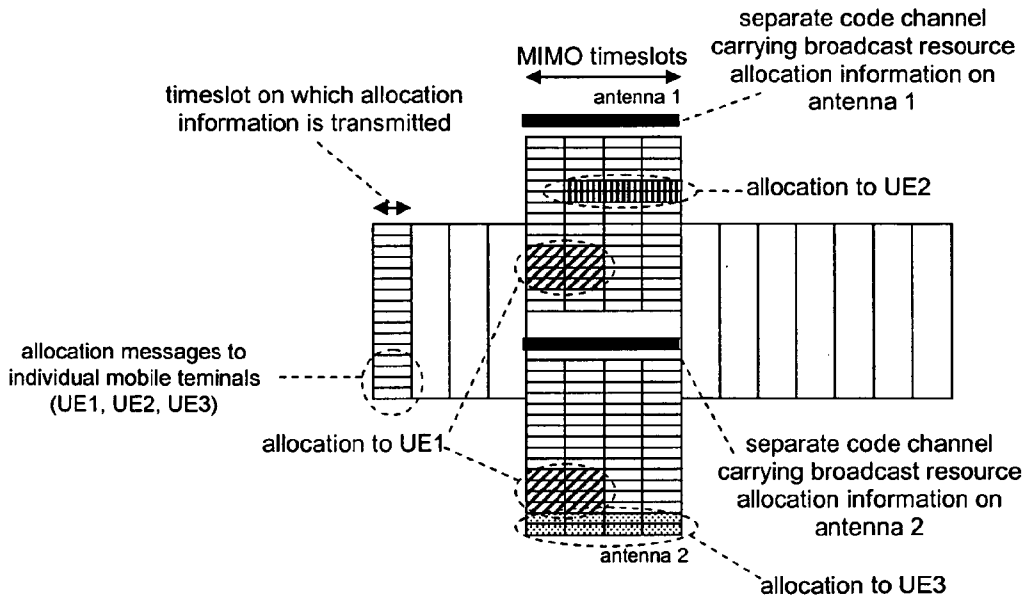 separate code channel
carrying broadcast resource
allocation information on
antenna 1
MIMO timeslots
antenna 1
timeslot on which allocation
information is transmitted
allocation to UE2
allocation messages to
individual mobile teminals
(UE1, UE2, UE3)
allocation to UE1
separate code channel
carrying broadcast resource
allocation information on
antenna 2
antenna 2
allocation to UE3